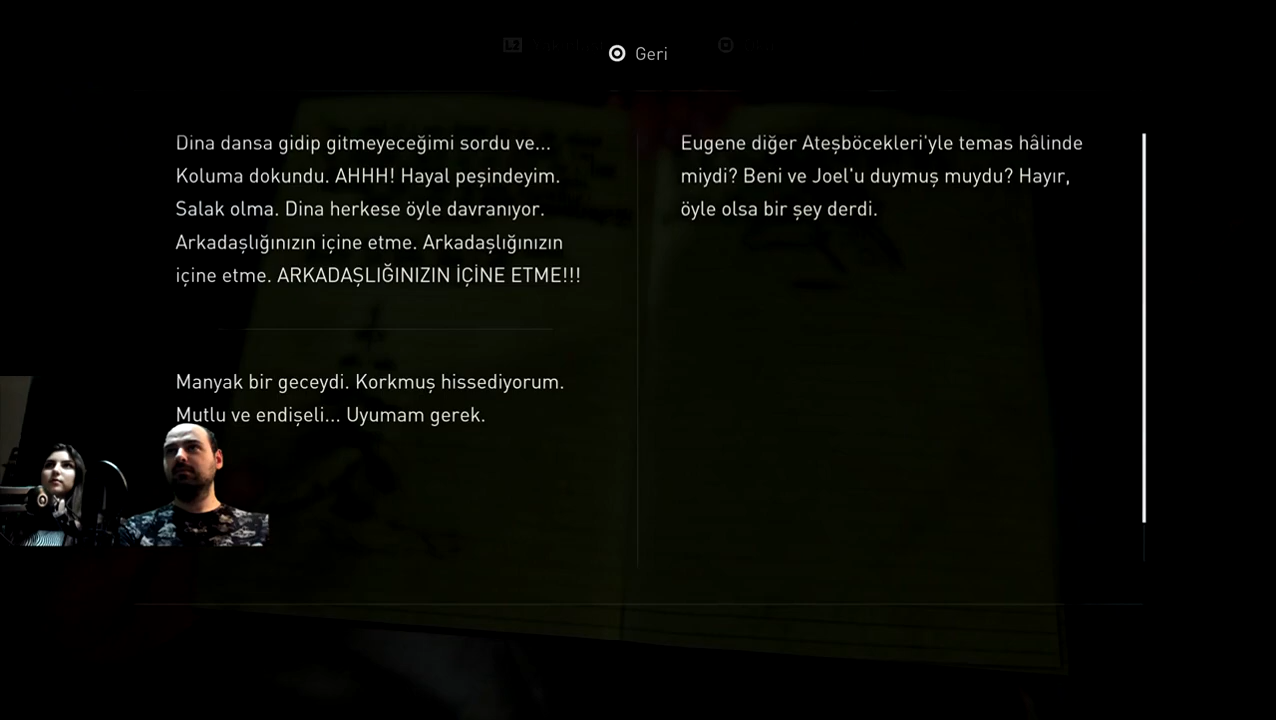 L2
Geri
Dina dansa gidip gitmeyeceğimi sordu ve...
Koluma dokundu. AHHH! Hayal peşindeyim.
Salak olma. Dina herkese öyle davranıyor.
Arkadaşlığınızın içine etme. Arkadaşlığınızın
içine etme. ARKADAŞLIĞINIZIN İÇİNE ETME!!!
Manyak bir geceydi. Korkmuş hissediyorum.
Mutlu ve endişeli... Uyumam gerek.
Eugene diğer Ateşböcekleri'yle temas hâlinde
miydi? Beni ve Joel'u duymuş muydu? Hayır,
öyle olsa bir şey derdi.